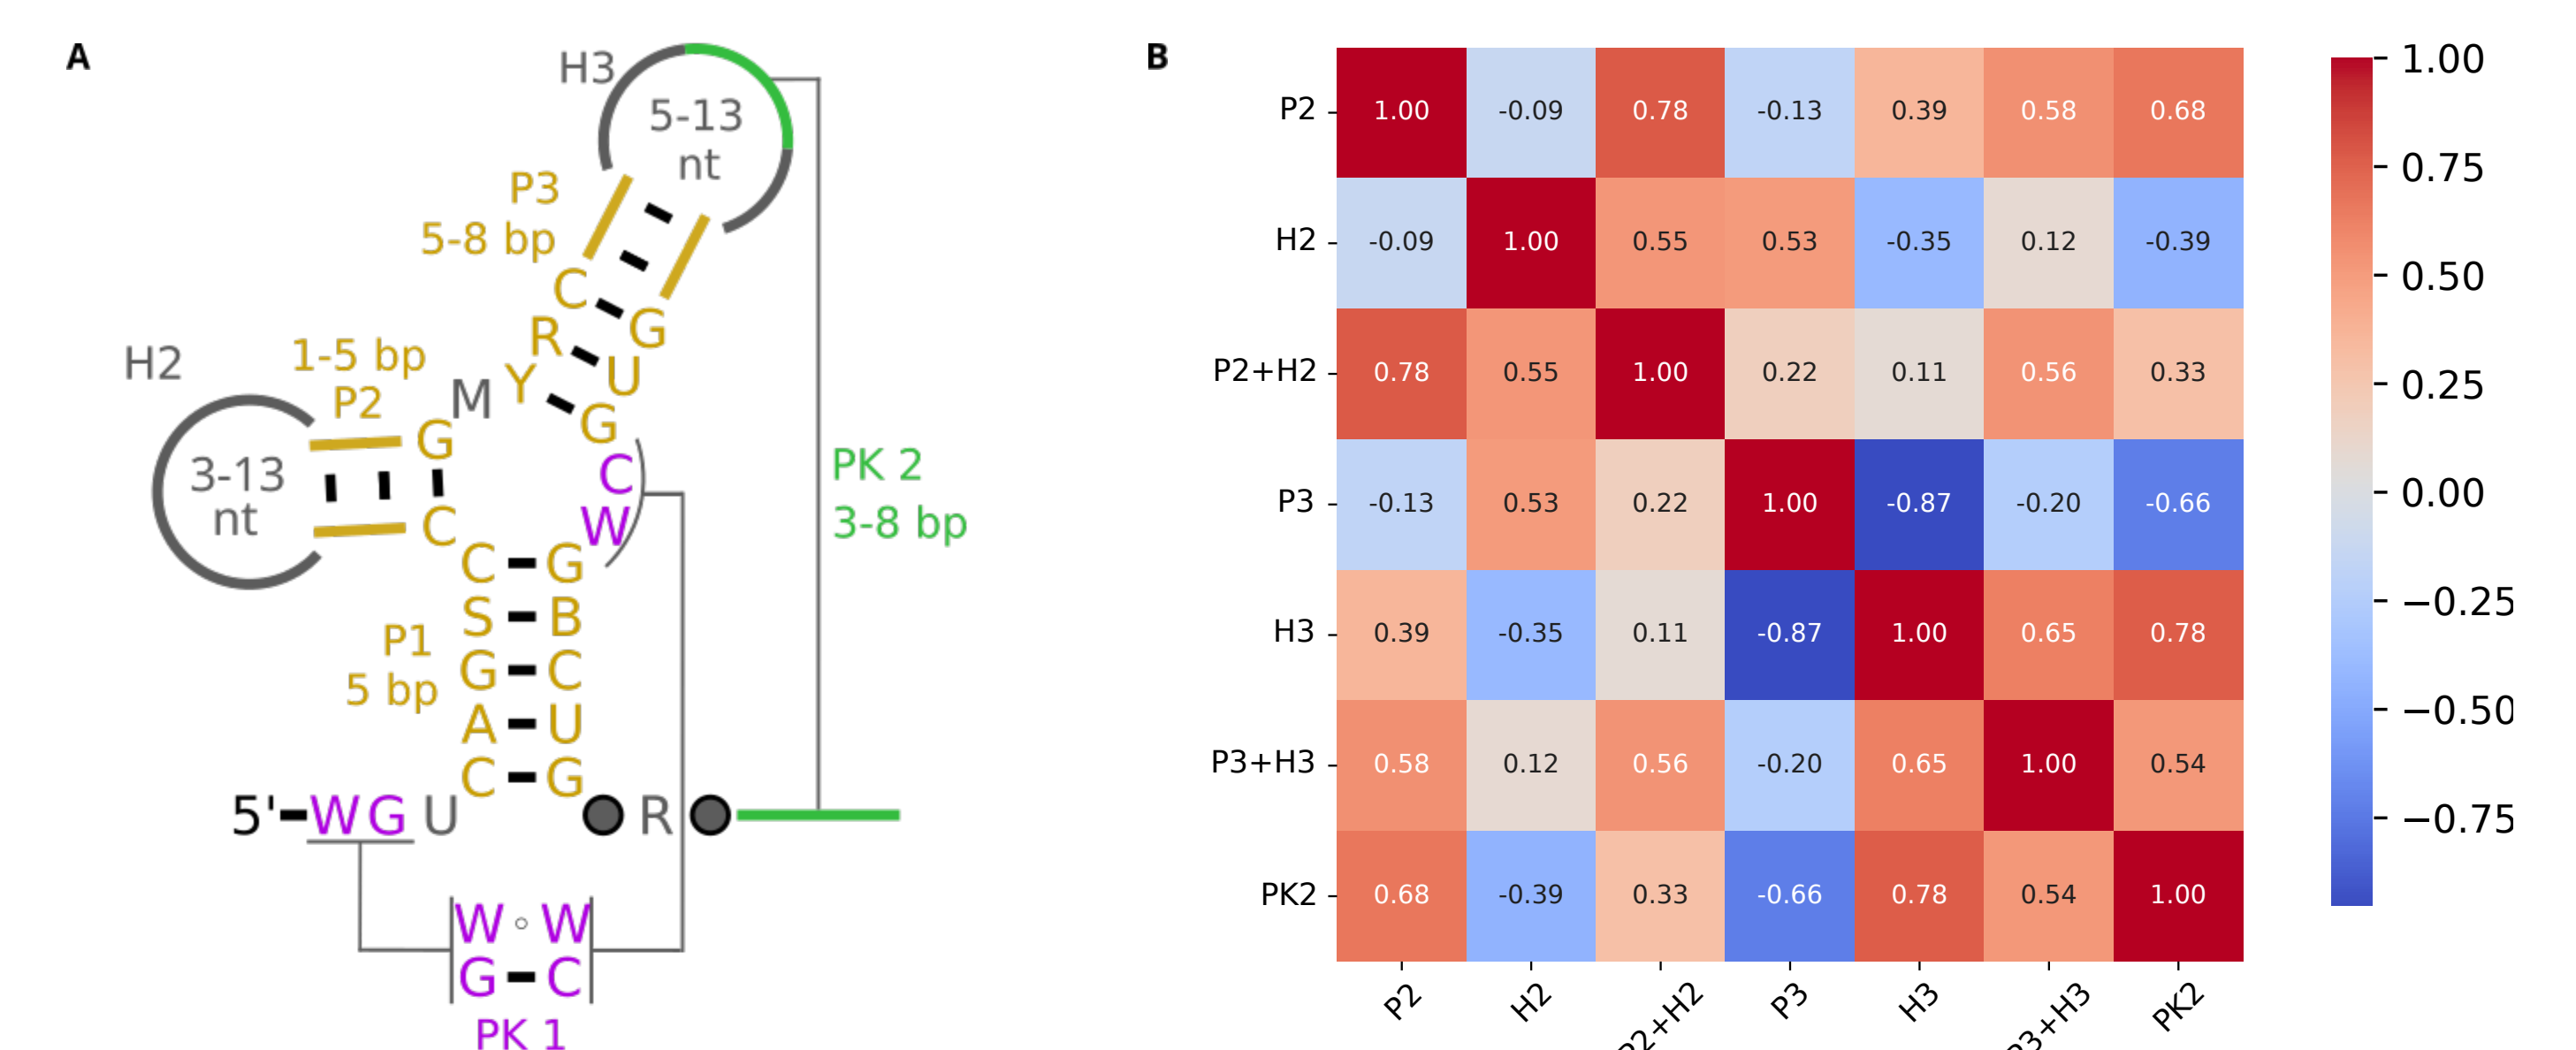 A
H3
5-13
nt
P3
5-8 bp
C
G
R
U
Y
G
M
H2
1-5 bp
P2
G
C
3-13
nt
C
W
PK 2
3-8 bp
C G
S B
P1
G C
5 bp
A U
C G
5'-WG U
R
W W
G C
PK 1
B
P2 1.00 -0.09 0.78 -0.13 0.39 0.58 0.68
H2 -0.09 1.00 0.55 0.53 -0.35 0.12 -0.39
P2+H2 0.78 0.55 1.00 0.22 0.11 0.56 0.33
P3 -0.13 0.53 0.22 1.00 -0.87 -0.20 -0.66
H3 0.39 -0.35 0.11 -0.87 1.00 0.65 0.78
P3+H3 0.58 0.12 0.56 -0.20 0.65 1.00 0.54
PK2 0.68 -0.39 0.33 -0.66 0.78 0.54 1.00
P2 H2 P2+H2 P3 H3 P3+H3 PK2
1.00
0.75
0.50
0.25
0.00
−0.25
−0.50
−0.75